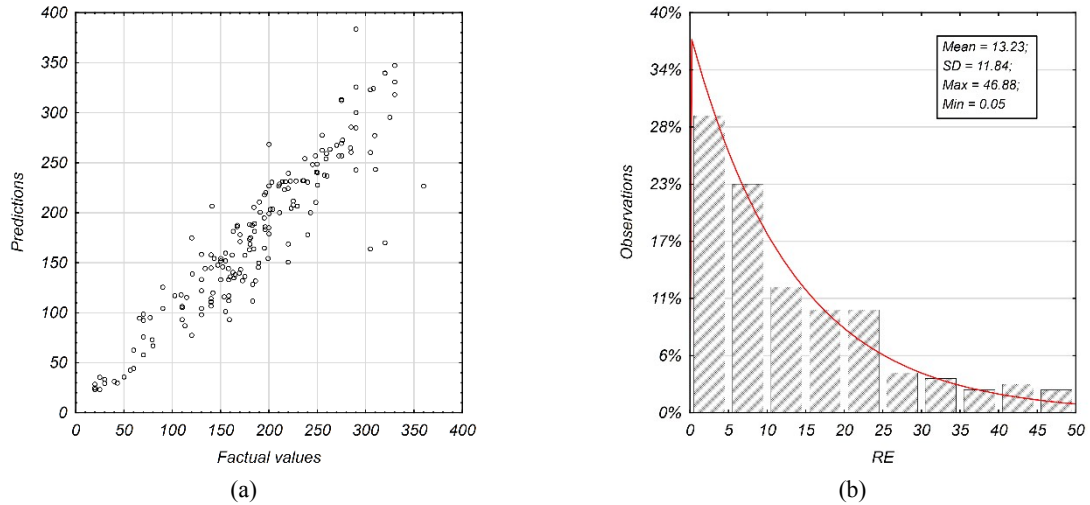 400
350
300
250
200
150
100
50
0
Predictions
0 50 100 150 200 250 300 350 400
Factual values
(a)
40%
34%
28%
23%
17%
11%
6%
0%
Observations
Mean = 13.23;
SD = 11.84;
Max = 46.88;
Min = 0.05
0 5 10 15 20 25 30 35 40 45 50
RE
(b)